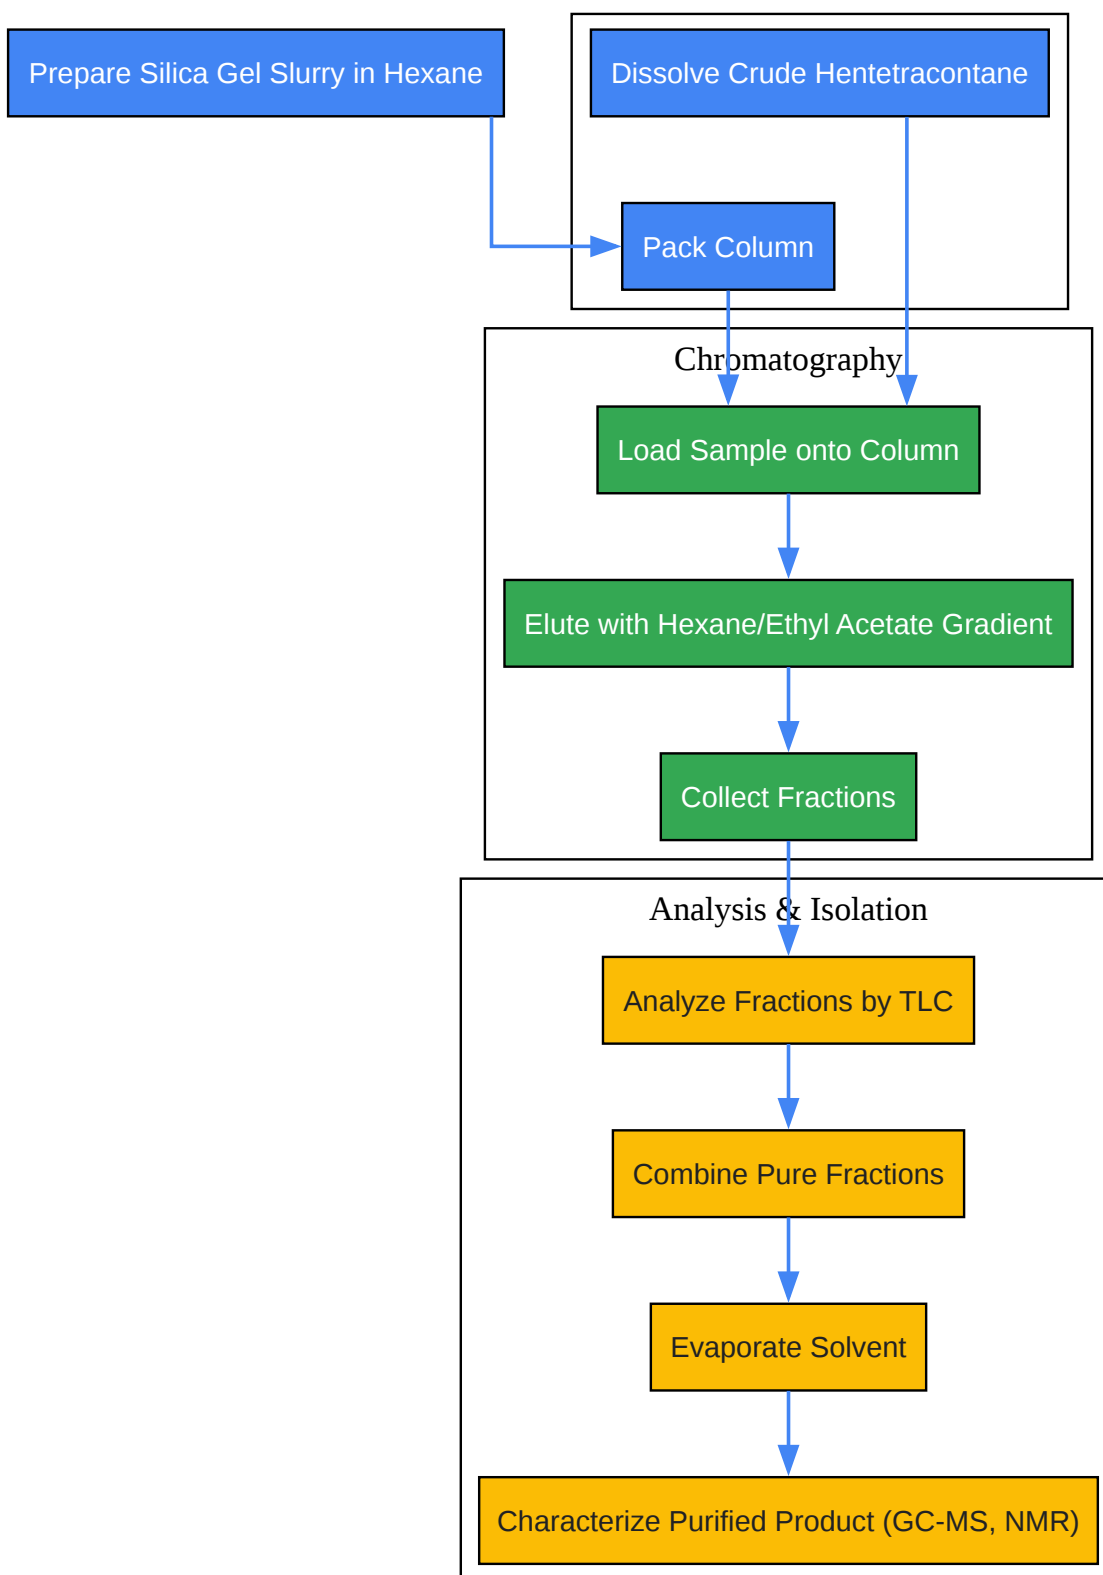 Prepare Silica Gel Slurry in Hexane
Dissolve Crude Hentetracontane
Pack Column
Chromatography
Load Sample onto Column
Elute with Hexane/Ethyl Acetate Gradient
Collect Fractions
Analysis & Isolation
Analyze Fractions by TLC
Combine Pure Fractions
Evaporate Solvent
Characterize Purified Product (GC-MS, NMR)